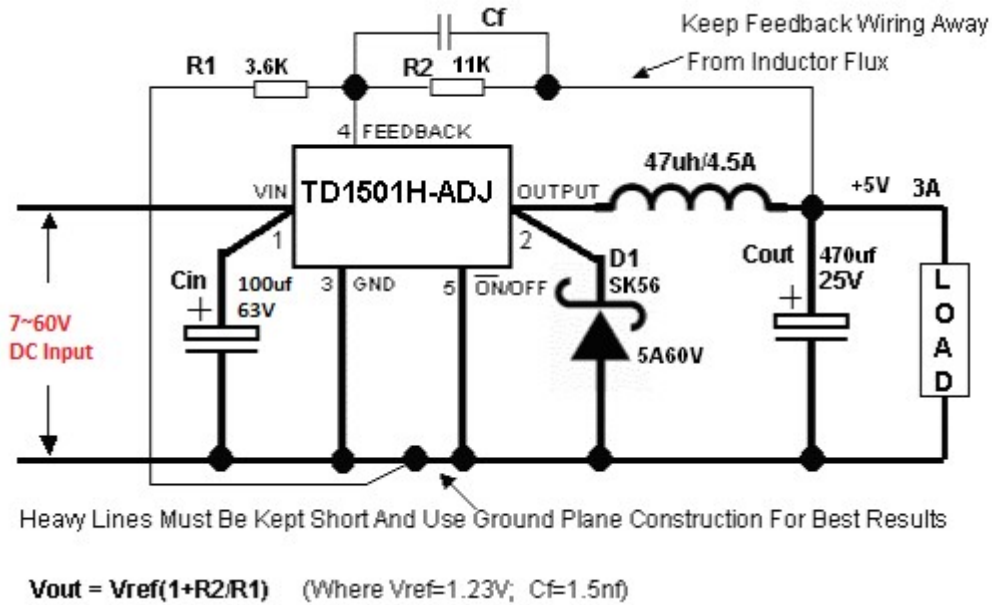 Cf
Keep Feedback Wiring Away
From Inductor Flux
R1 3.6K
R2 11K
4 FEEDBACK
47uh/4.5A
VIN
TD1501H-ADJ
OUTPUT
+5V 3A
1
2
Cin
100uf
63V
+
3 GND
5 ON/OFF
D1
SK56
5A60V
Cout
470uf
25V
+
LOAD
7~60V
DC Input
Heavy Lines Must Be Kept Short And Use Ground Plane Construction For Best Results
Vout = Vref(1+R2/R1) (Where Vref=1.23V; Cf=1.5nf)